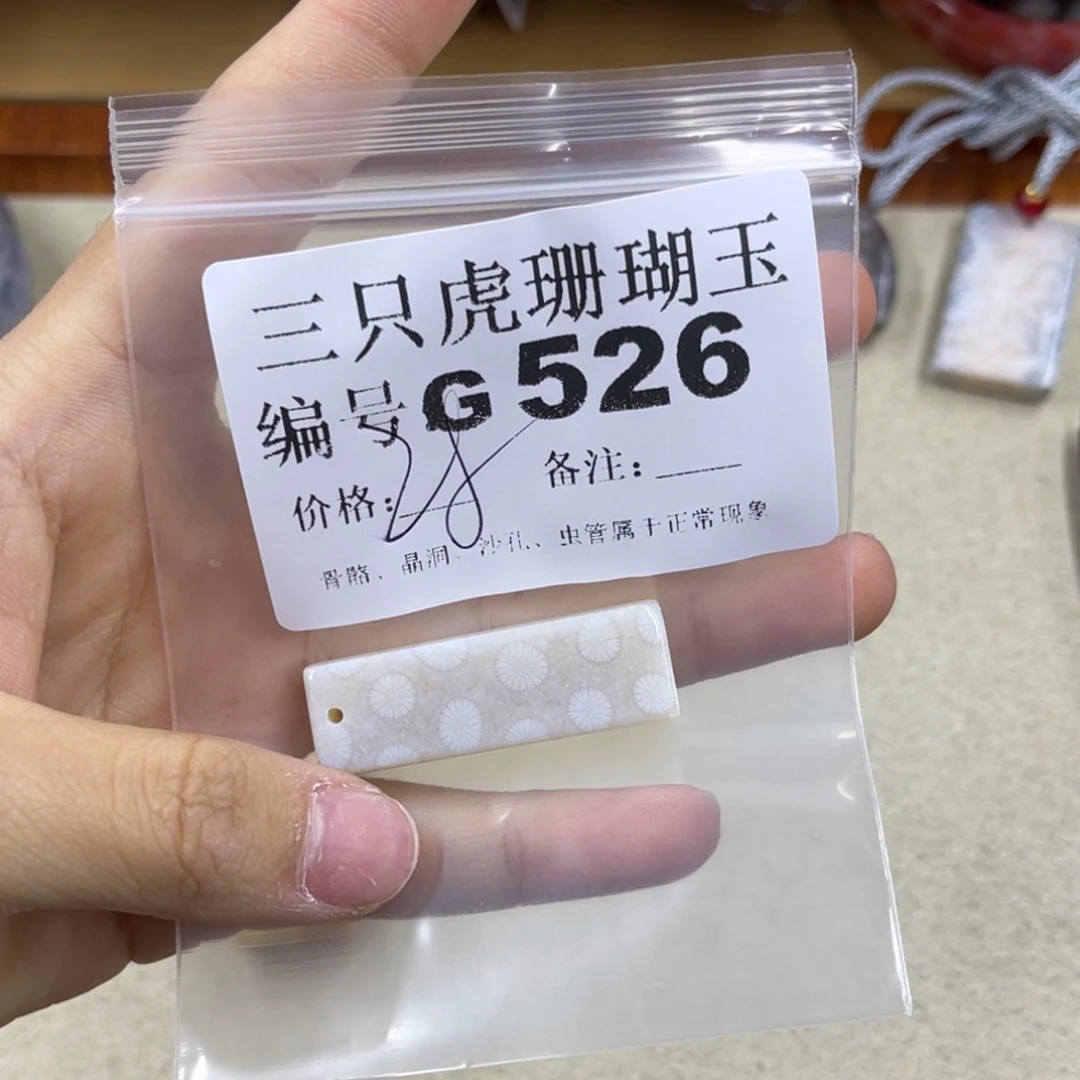 三只虎珊瑚玉
编号G526
价格:28 备注:____
骨骼、晶洞、沙孔、虫管属于正常现象